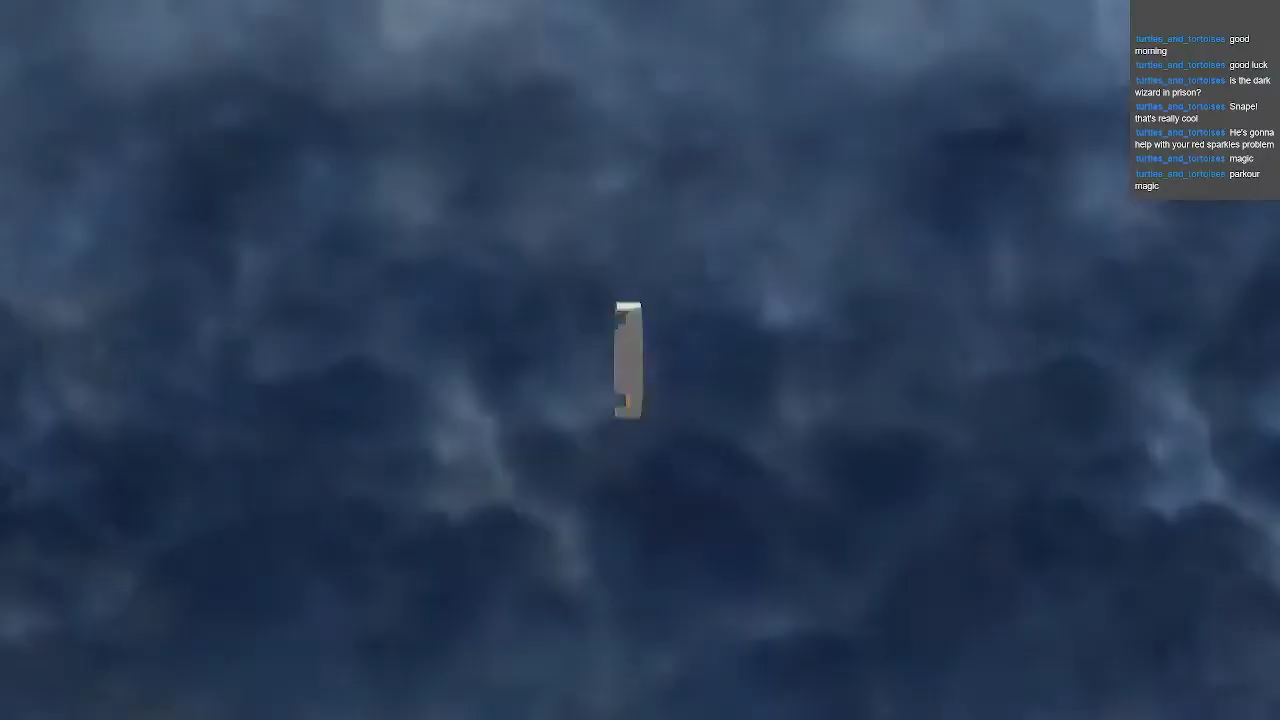 turtles_and_tortoises good
morning
turtles_and_tortoises good luck
turtles_and_tortoises is the dark
wizard in prison?
turtles_and_tortoises Snape!
that's really cool
turtles_and_tortoises He's gonna
help with your red sparkles problem
turtles_and_tortoises magic
turtles_and_tortoises parkour
magic